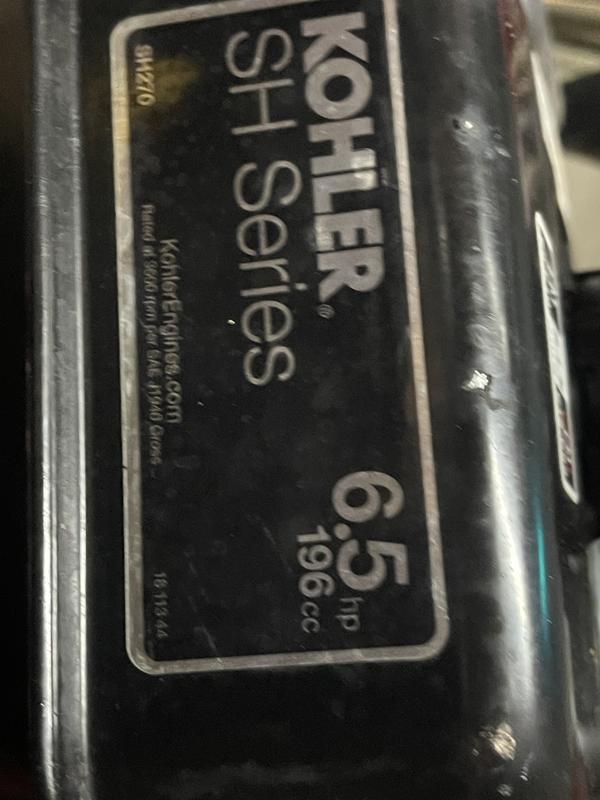 KOHLER®
SH Series
6.5 hp
196cc
KohlerEngines.com
SH270
Rated at 3600 rpm per SAE J1940 Gross